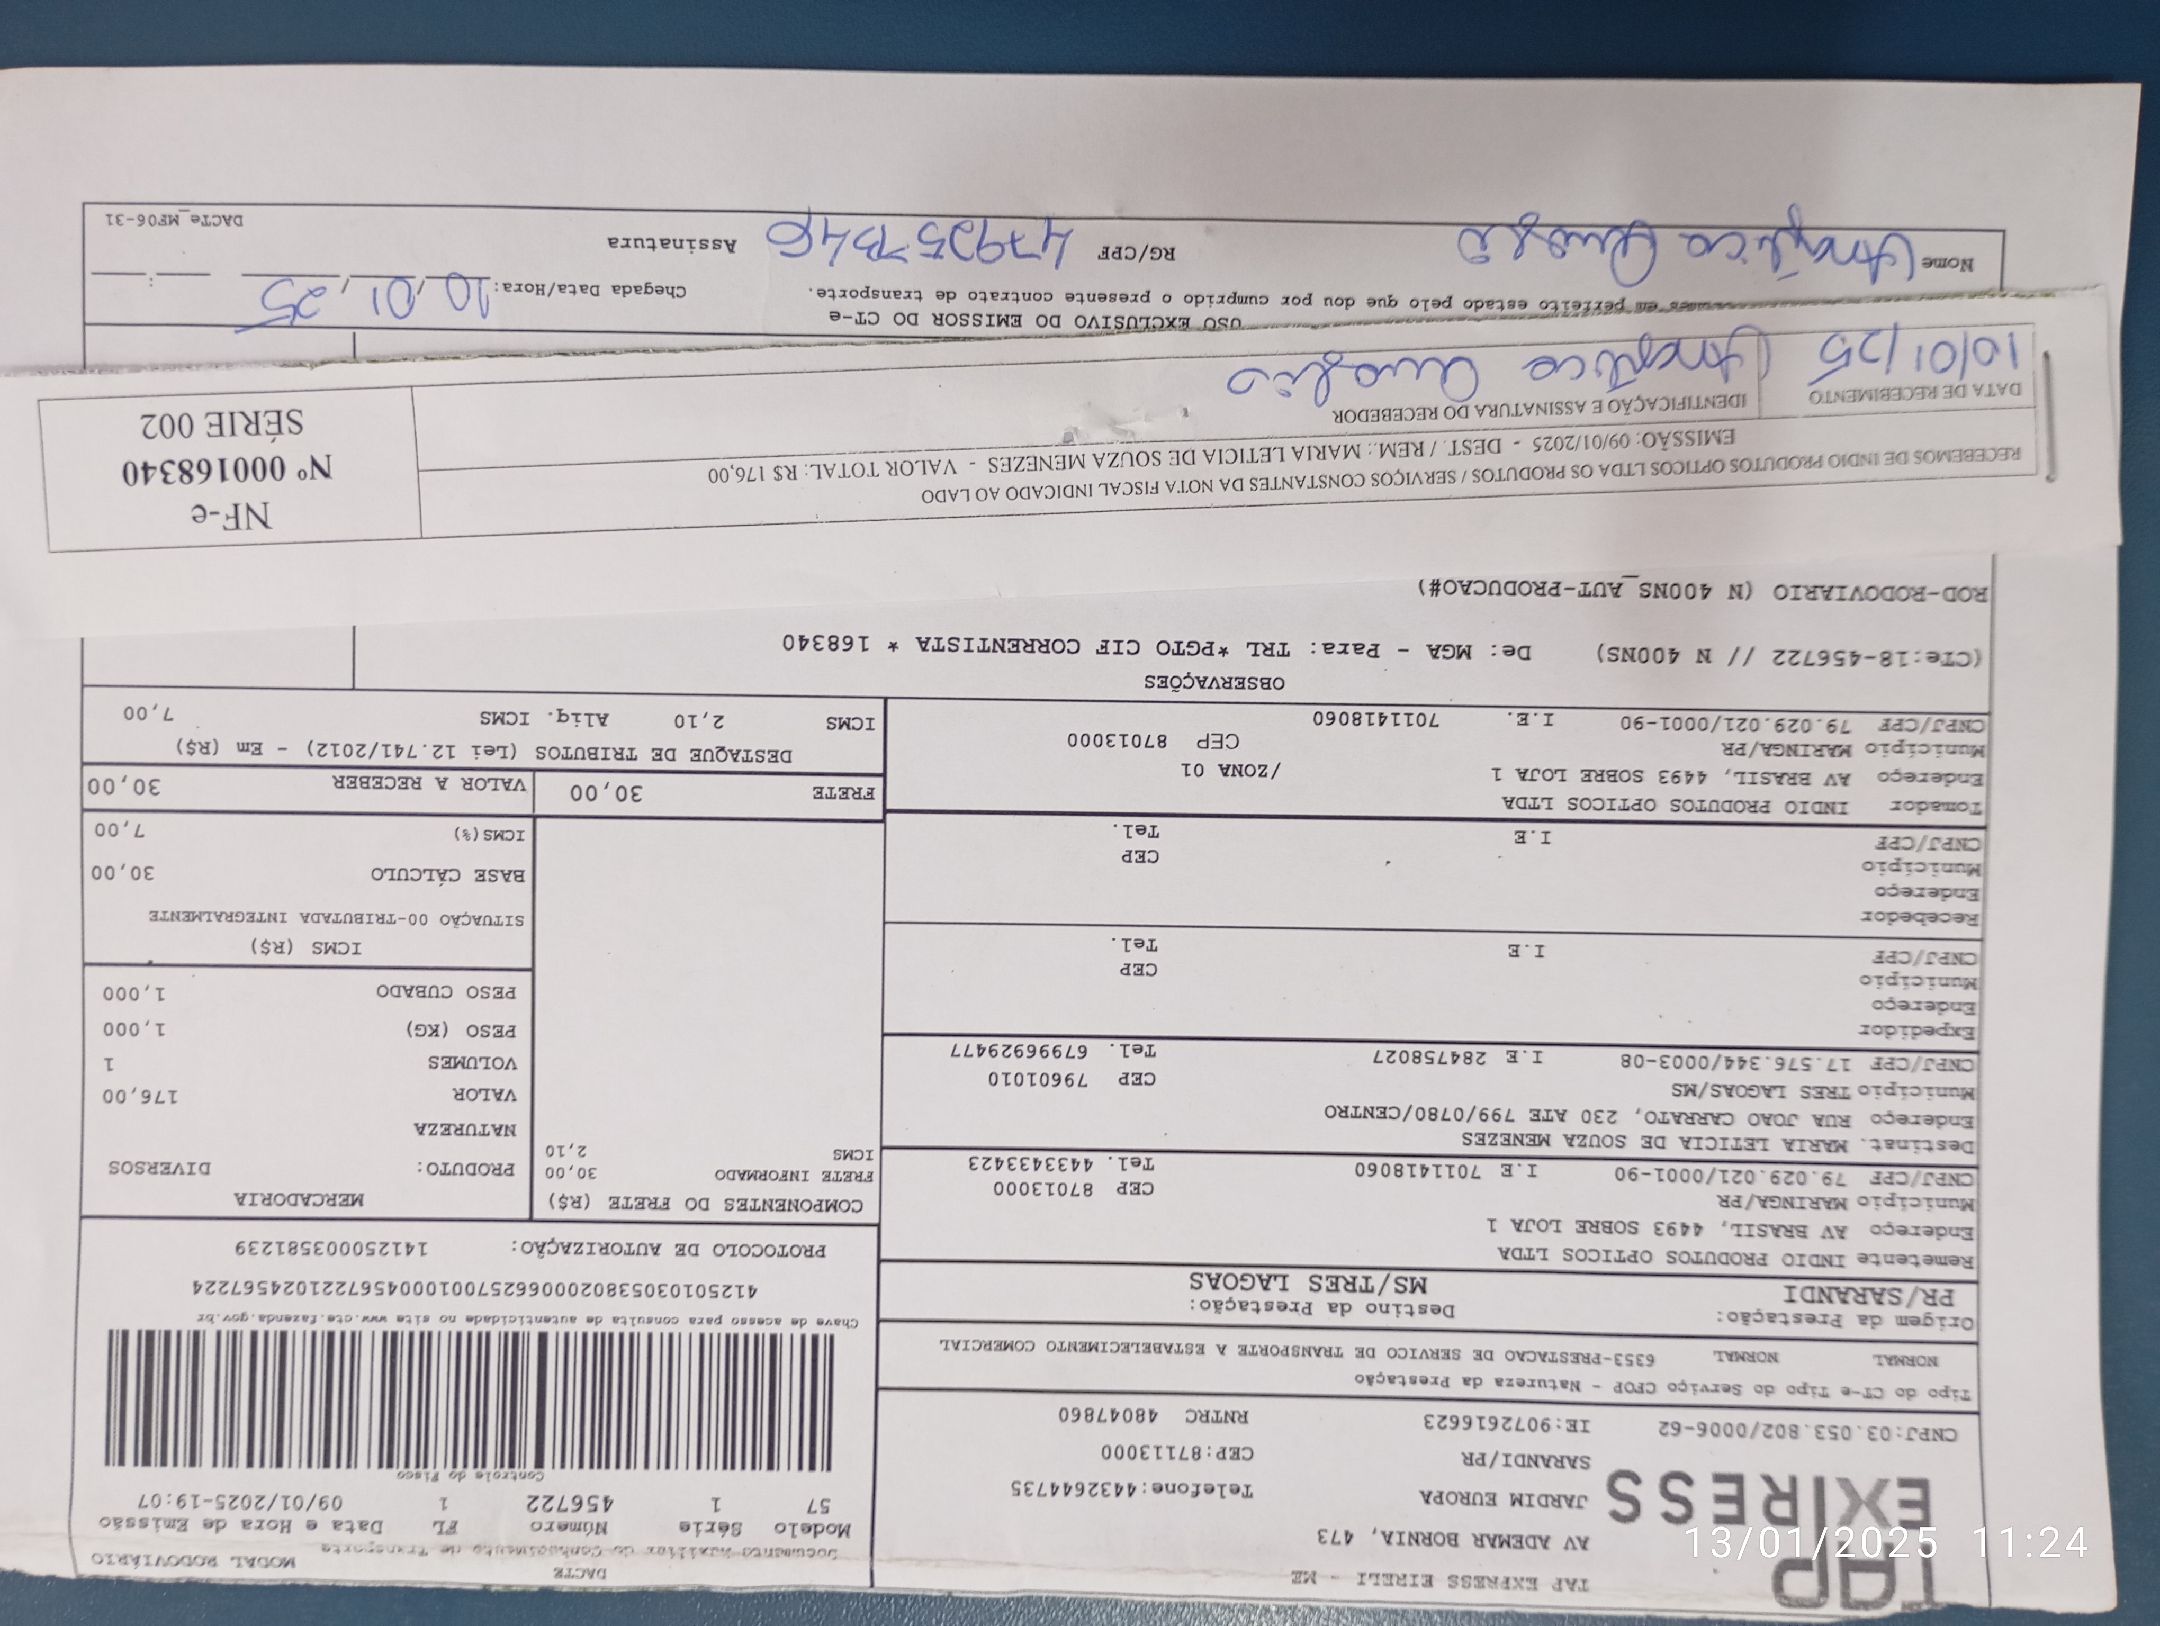 TAP
EXPRESS
TAP EXPRESS EIRELI - ME
AV ADEMAR BORNIA, 473
JARDIM EUROPA Telefone:4432644735
SARANDI/PR CEP:87113000
CNPJ:03.053.802/0006-62 IE:9072616623 RNTRC 48047860
DACTE MODAL RODOVIÁRIO
Documento Auxiliar do Conhecimento de Transporte
Modelo Série Número FL Data e Hora de Emissão
57 1 456722 1 09/01/2025-19:07
Controle do Fisco
Chave de acesso para consulta de autenticidade no site www.cte.fazenda.gov.br
41250103053802000662570010004567221024567224
PROTOCOLO DE AUTORIZAÇÃO: 141250003581239
Tipo do CT-e Tipo do Serviço CFOP - Natureza da Prestação
NORMAL NORMAL 6353-PRESTACAO DE SERVICO DE TRANSPORTE A ESTABELECIMENTO COMERCIAL
Origem da Prestação: Destino da Prestação:
PR/SARANDI MS/TRES LAGOAS
Remetente INDIO PRODUTOS OPTICOS LTDA
Endereço AV BRASIL, 4493 SOBRE LOJA 1
Município MARINGA/PR CEP 87013000
CNPJ/CPF 79.029.021/0001-90 I.E 7011418060 Tel. 4433433423
Destinat. MARIA LETICIA DE SOUZA MENEZES
Endereço RUA JOAO CARRATO, 230 ATE 799/0780/CENTRO
Município TRES LAGOAS/MS CEP 79601010
CNPJ/CPF 17.576.344/0003-08 I.E 284758027 Tel. 67996929477
Expedidor
Endereço
Município CEP
CNPJ/CPF I.E Tel.
Recebedor
Endereço
Município CEP
CNPJ/CPF I.E Tel.
Tomador INDIO PRODUTOS OPTICOS LTDA
Endereço AV BRASIL, 4493 SOBRE LOJA 1 /ZONA 01
Município MARINGA/PR CEP 87013000
CNPJ/CPF 79.029.021/0001-90 I.E. 7011418060
COMPONENTES DO FRETE (R$)
FRETE INFORMADO 30,00
ICMS 2,10
MERCADORIA
PRODUTO: DIVERSOS
NATUREZA
VALOR 176,00
VOLUMES 1
PESO (KG) 1,000
PESO CUBADO 1,000
ICMS (R$)
SITUAÇÃO 00-TRIBUTADA INTEGRALMENTE
BASE CÁLCULO 30,00
ICMS(%) 7,00
FRETE 30,00 VALOR A RECEBER 30,00
DESTAQUE DE TRIBUTOS (Lei 12.741/2012) - Em (R$)
ICMS 2,10 Aliq. ICMS 7,00
OBSERVAÇÕES
(CTe:18-456722 // N 400NS) De: MGA - Para: TRL *PGTO CIF CORRENTISTA * 168340
ROD-RODOVIARIO (N 400NS_AUT-PRODUCAO#)
RECEBEMOS DE INDIO PRODUTOS OPTICOS LTDA OS PRODUTOS / SERVIÇOS CONSTANTES DA NOTA FISCAL INDICADO AO LADO
EMISSÃO: 09/01/2025 - DEST. / REM.: MARIA LETICIA DE SOUZA MENEZES - VALOR TOTAL: R$ 176,00
DATA DE RECEBIMENTO IDENTIFICAÇÃO E ASSINATURA DO RECEBEDOR
10/01/25
NF-e
Nº 000168340
SÉRIE 002
USO EXCLUSIVO DO EMISSOR DO CT-e
em perfeito estado pelo que dou por cumprido o presente contrato de transporte.
Chegada Data/Hora: 10/01/25 :
Nome RG/CPF Assinatura
DACTe_MF06-31
13/01/2025 11:24